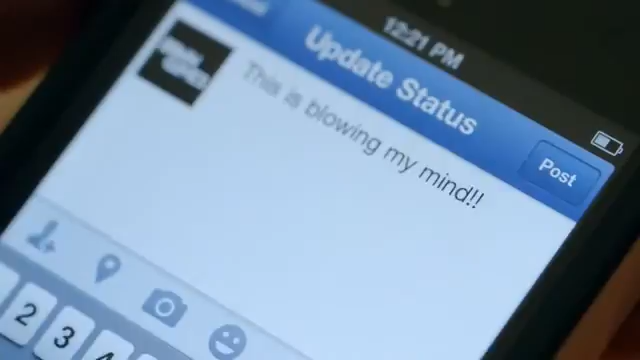 12:21 PM
Update Status
Post
This is blowing my mind!!
2
3